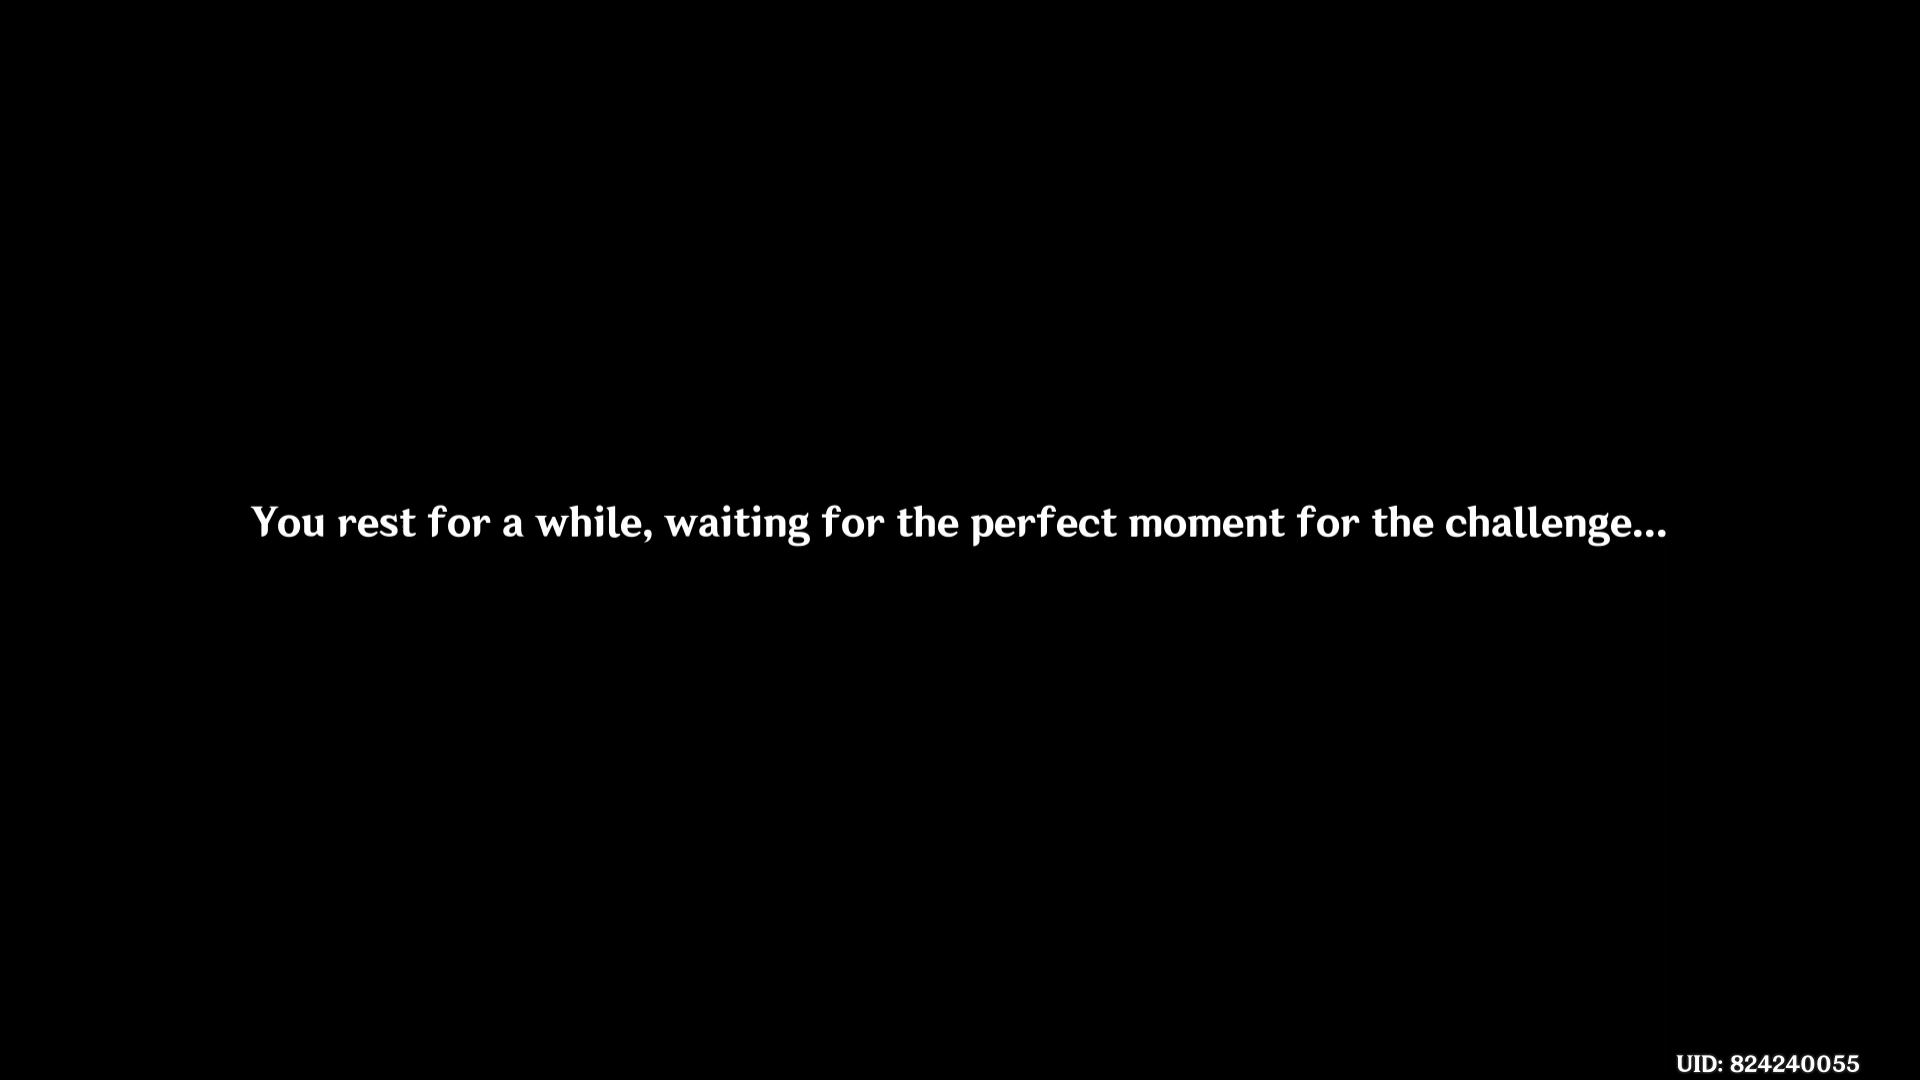 You rest for a while, waiting for the perfect moment for the challenge...
UID: 824240055